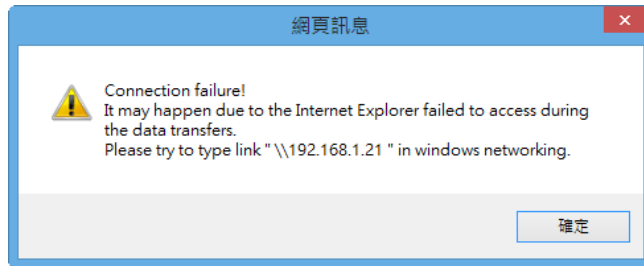 網頁訊息
Connection failure!
It may happen due to the Internet Explorer failed to access during
the data transfers.
Please try to type link " \\192.168.1.21 " in windows networking.
確定